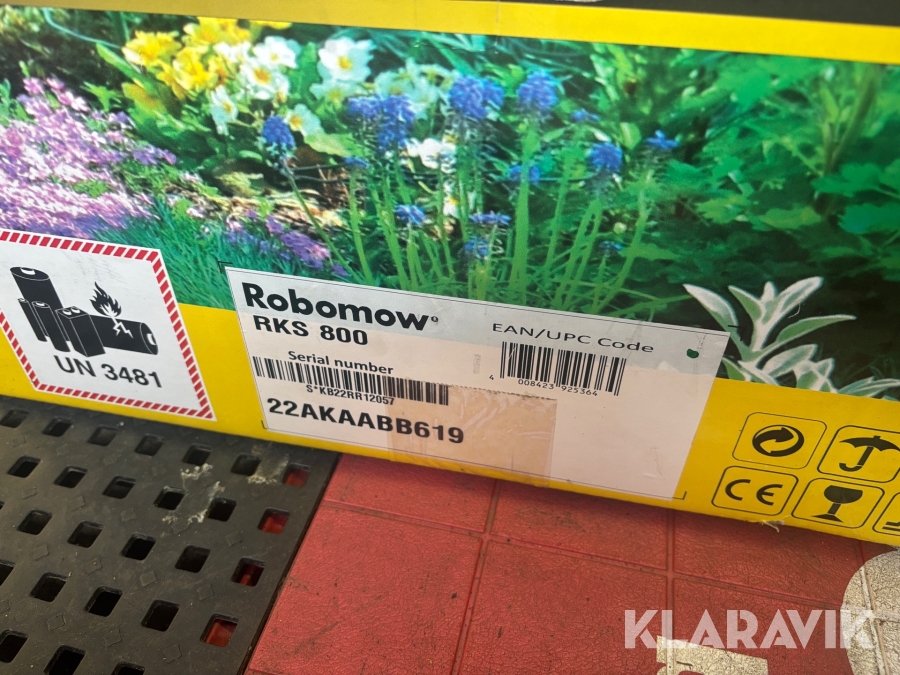 Robomow®
RKS 800
EAN/UPC Code
Serial number
4 008423 925364
S*KB22RR12057
22AKAABB619
UN 3481
CE
KLARAVIK